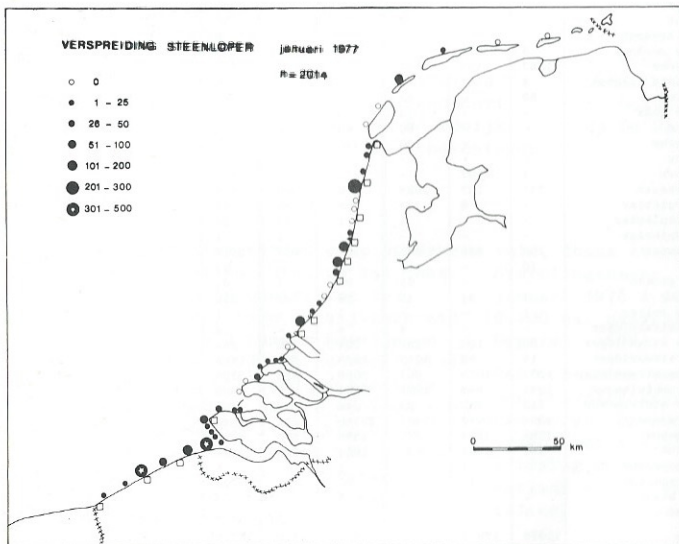 VERSPREIDING STEENLOPER januari 1977
n = 2014
0
1 - 25
26 - 50
51 - 100
101 - 200
201 - 300
301 - 500
0 50
km